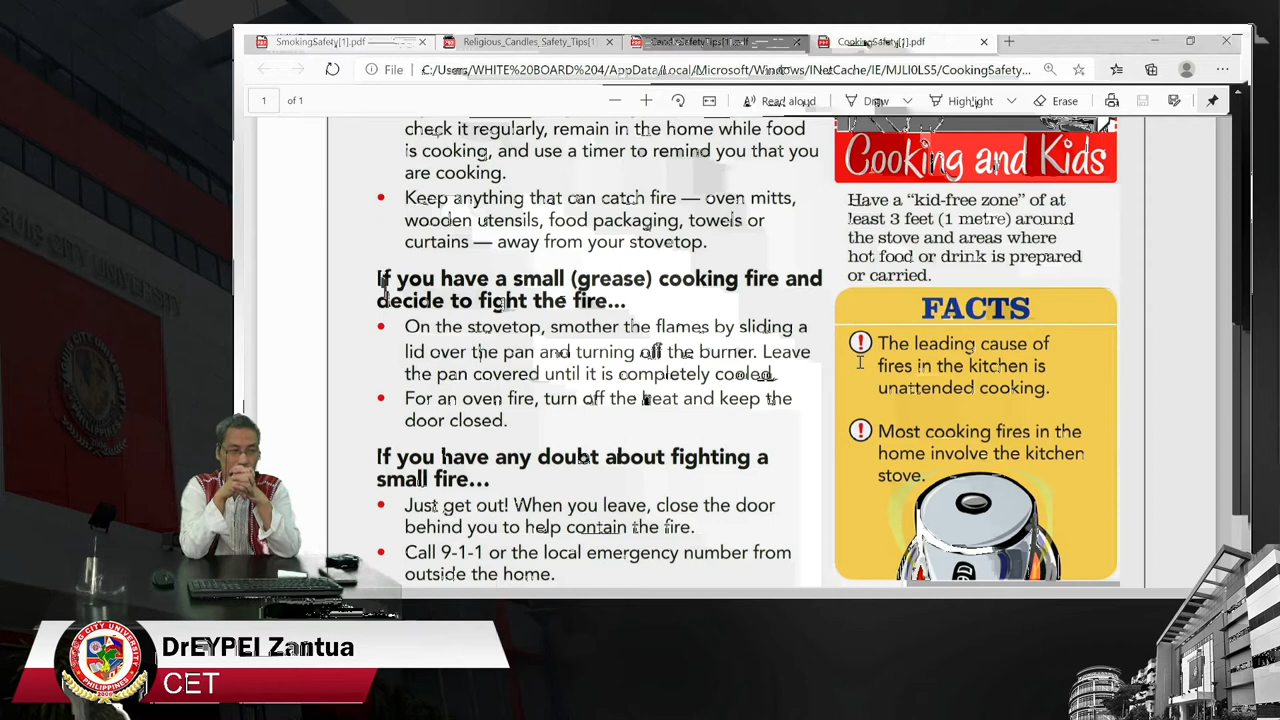 SmokingSafety[1].pdf
Religious_Candles_Safety_Tips[1]
CandleSafetyTips[1].pdf
CookingSafety[1].pdf
File
C:/Users/WHITE%20BOARD%204/AppData/Local/Microsoft/Windows/INetCache/IE/MJLI0LS5/CookingSafety...
1 of 1
Read aloud
Draw
Highlight
Erase
check it regularly, remain in the home while food
is cooking, and use a timer to remind you that you
are cooking.
• Keep anything that can catch fire — oven mitts,
wooden utensils, food packaging, towels or
curtains — away from your stovetop.
If you have a small (grease) cooking fire and
decide to fight the fire...
• On the stovetop, smother the flames by sliding a
lid over the pan and turning off the burner. Leave
the pan covered until it is completely cooled.
• For an oven fire, turn off the heat and keep the
door closed.
If you have any doubt about fighting a
small fire...
• Just get out! When you leave, close the door
behind you to help contain the fire.
• Call 9-1-1 or the local emergency number from
outside the home.
Cooking and Kids
Have a “kid-free zone” of at
least 3 feet (1 metre) around
the stove and areas where
hot food or drink is prepared
or carried.
FACTS
! The leading cause of
fires in the kitchen is
unattended cooking.
! Most cooking fires in the
home involve the kitchen
stove.
CITY UNIVERSITY
DrEYPEI Zantua
CET
CITY UNIVERSITY
PHILIPPINES